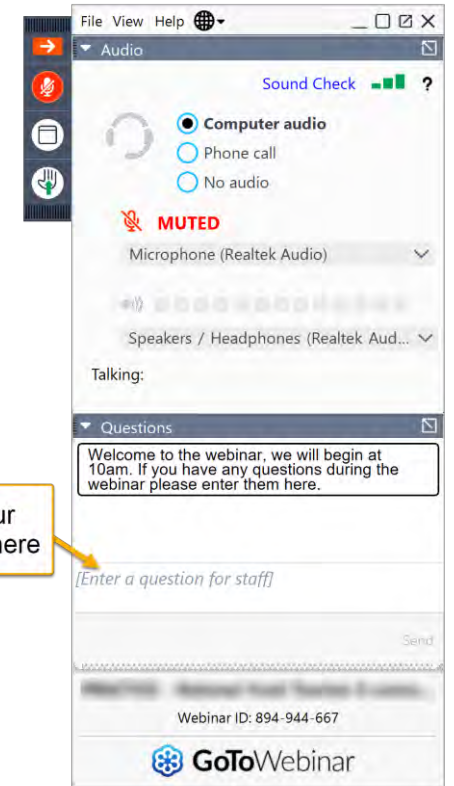 File View Help
Audio
Sound Check ?
Computer audio
Phone call
No audio
MUTED
Microphone (Realtek Audio)
Speakers / Headphones (Realtek Aud...
Talking:
Questions
Welcome to the webinar, we will begin at
10am. If you have any questions during the
webinar please enter them here.
ur
here
[Enter a question for staff]
Send
Webinar ID: 894-944-667
GoToWebinar